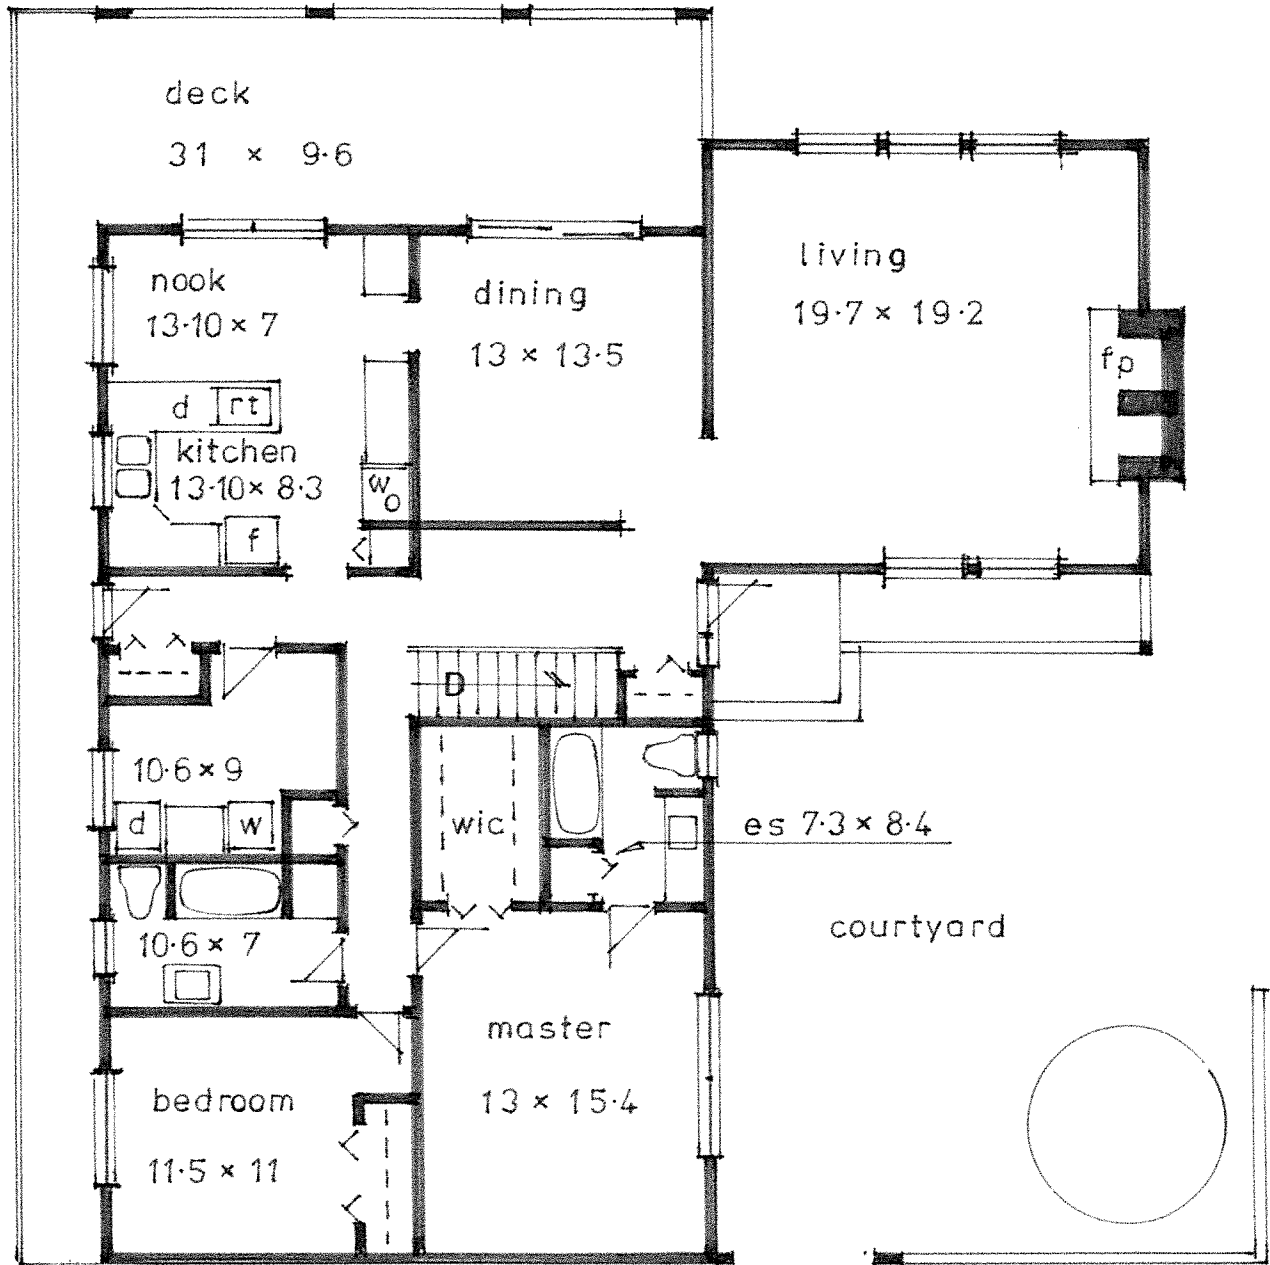 deck
31 × 9·6
living
19·7 × 19·2
nook
13·10 × 7
dining
13 × 13·5
fp
d
rt
kitchen
13·10 × 8·3
wo
f
D
10·6 × 9
d
w
wic
es 7·3 × 8·4
10·6 × 7
courtyard
master
13 × 15·4
bedroom
11·5 × 11